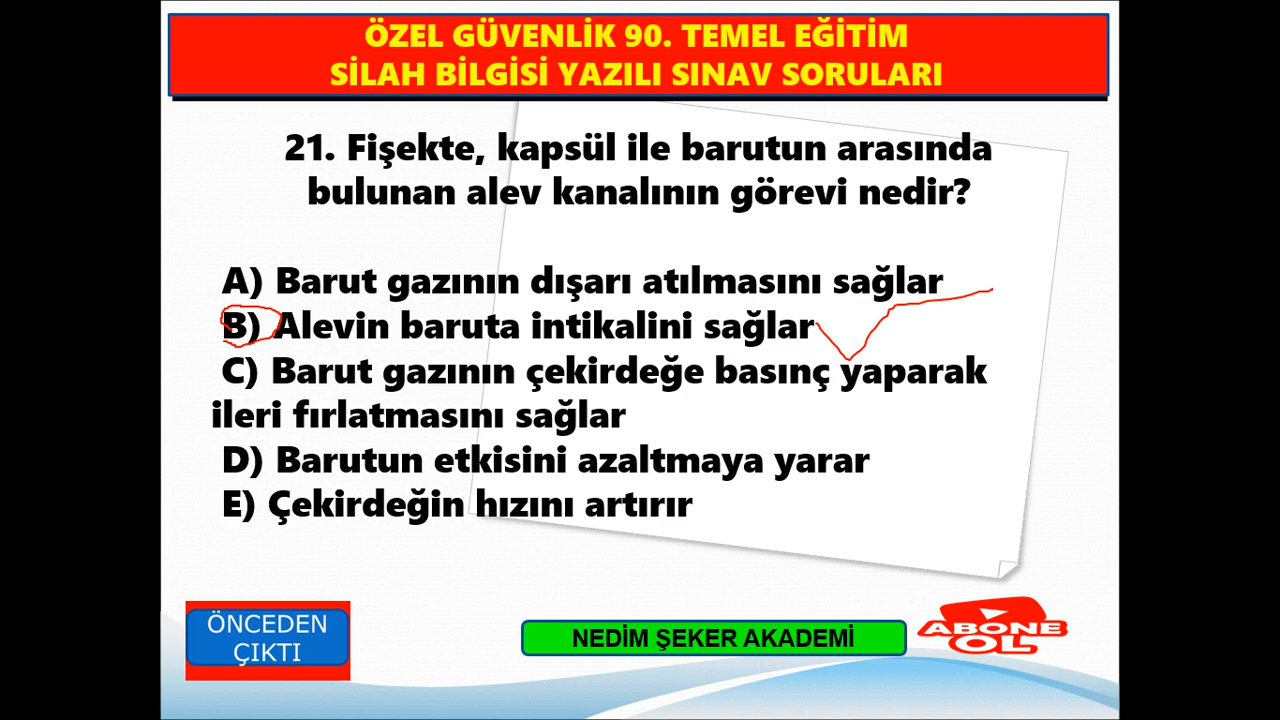 ÖZEL GÜVENLİK 90. TEMEL EĞİTİM
SİLAH BİLGİSİ YAZILI SINAV SORULARI
21. Fişekte, kapsül ile barutun arasında
bulunan alev kanalının görevi nedir?
A) Barut gazının dışarı atılmasını sağlar
B) Alevin baruta intikalini sağlar
C) Barut gazının çekirdeğe basınç yaparak
ileri fırlatmasını sağlar
D) Barutun etkisini azaltmaya yarar
E) Çekirdeğin hızını artırır
ÖNCEDEN
ÇIKTI
NEDİM ŞEKER AKADEMİ
ABONE
OL